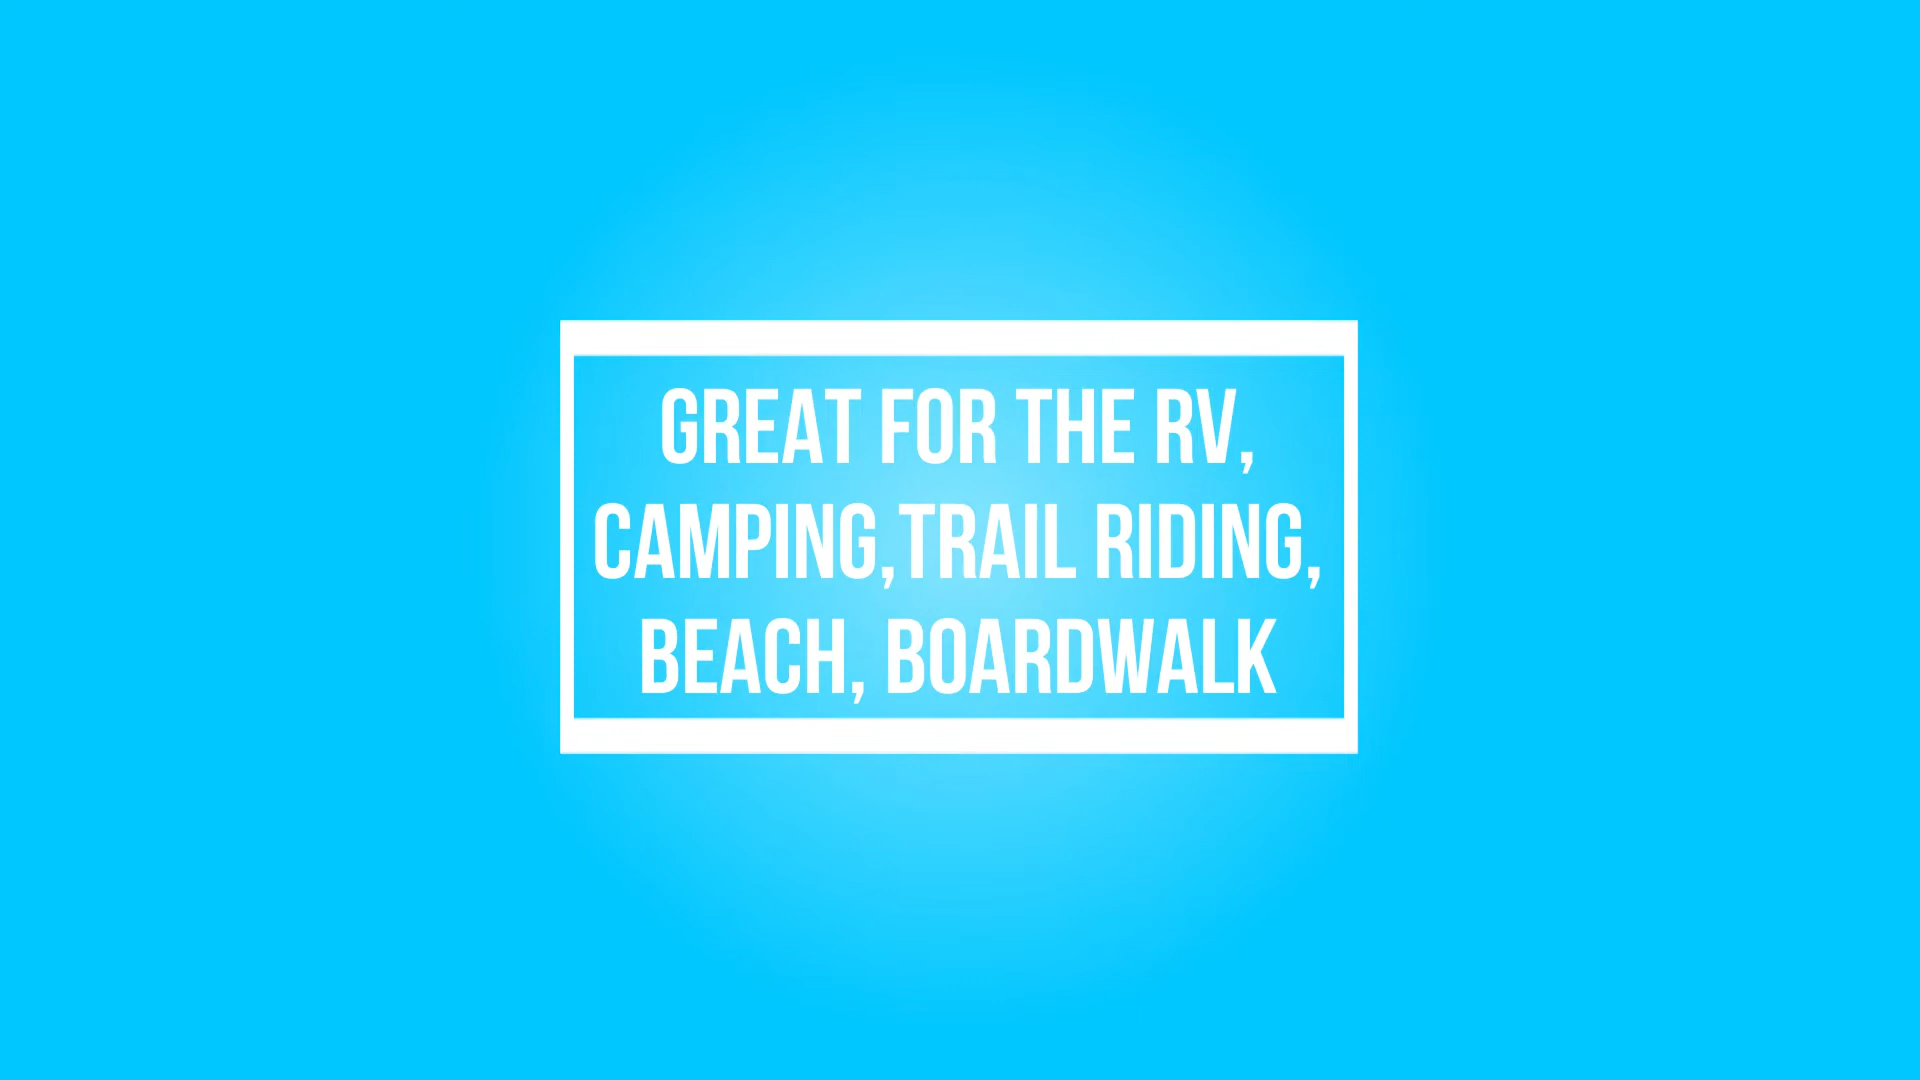 GREAT FOR THE RV,
CAMPING,TRAIL RIDING,
BEACH, BOARDWALK